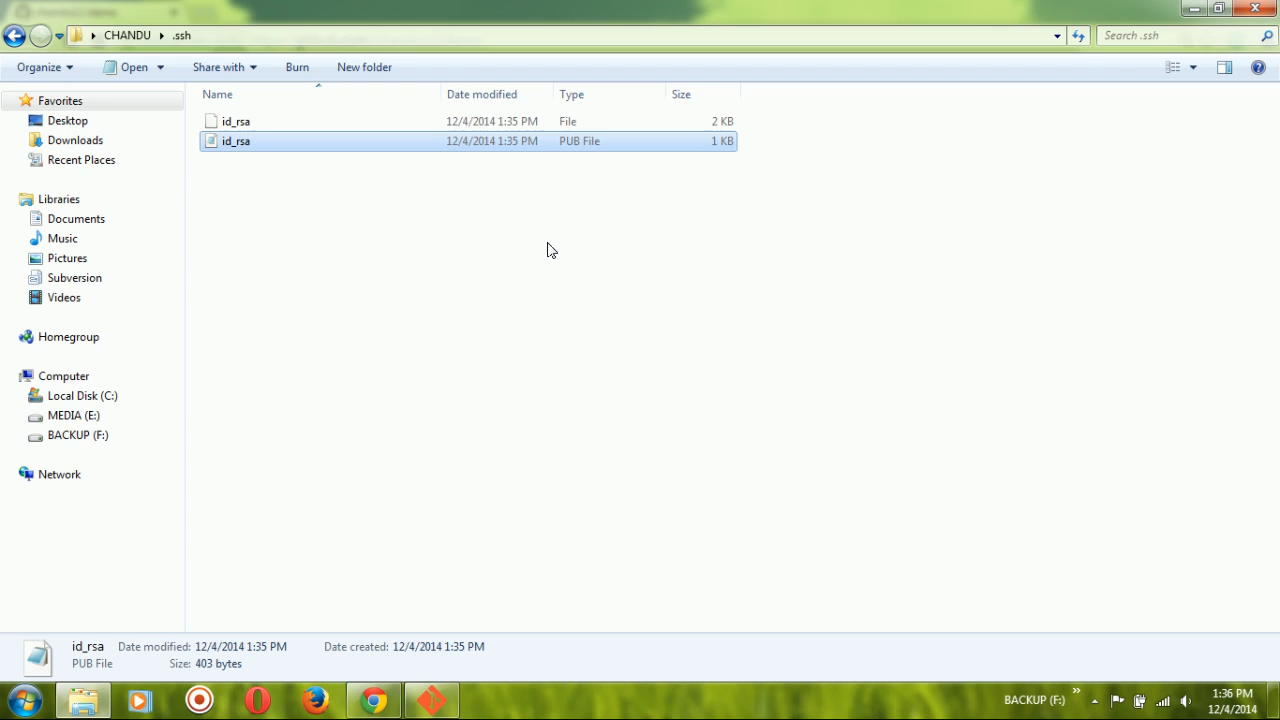 CHANDU .ssh Search .ssh
Organize Open Share with Burn New folder
Name Date modified Type Size
id_rsa 12/4/2014 1:35 PM File 2 KB
id_rsa 12/4/2014 1:35 PM PUB File 1 KB
Favorites
Desktop
Downloads
Recent Places
Libraries
Documents
Music
Pictures
Subversion
Videos
Homegroup
Computer
Local Disk (C:)
MEDIA (E:)
BACKUP (F:)
Network
id_rsa Date modified: 12/4/2014 1:35 PM Date created: 12/4/2014 1:35 PM
PUB File Size: 403 bytes
BACKUP (F:) » 1:36 PM
12/4/2014